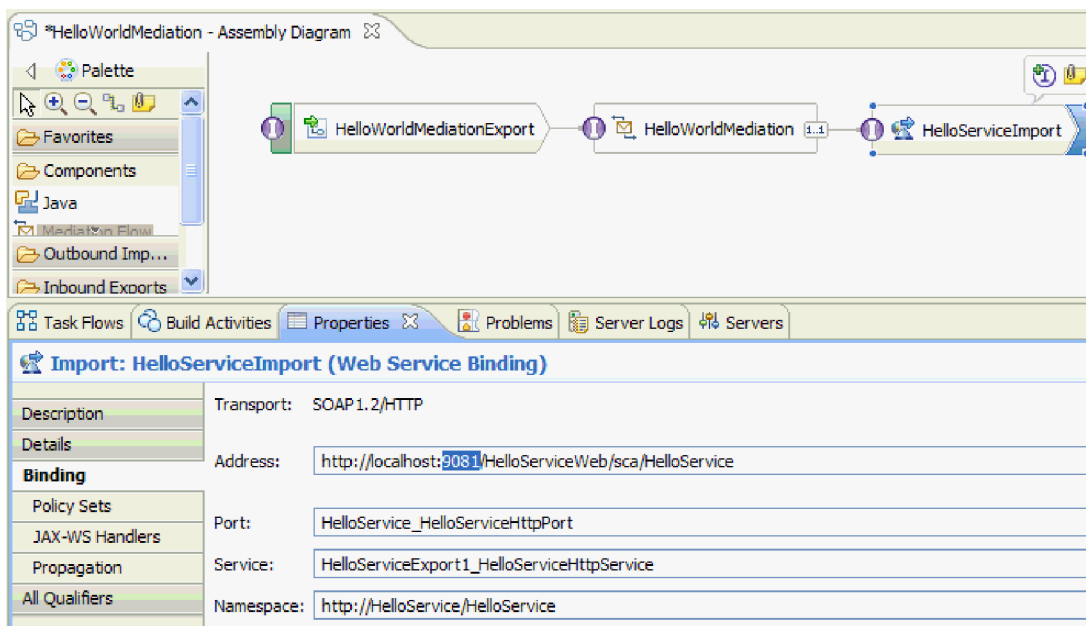 *HelloWorldMediation - Assembly Diagram
Palette
Favorites
Components
Java
Mediation Flow
Outbound Imp...
Inbound Exports
HelloWorldMediationExport
HelloWorldMediation
1..1
HelloServiceImport
Task Flows
Build Activities
Properties
Problems
Server Logs
Servers
Import: HelloServiceImport (Web Service Binding)
Description
Details
Binding
Policy Sets
JAX-WS Handlers
Propagation
All Qualifiers
Transport: SOAP1.2/HTTP
Address: http://localhost:9081/HelloServiceWeb/sca/HelloService
Port: HelloService_HelloServiceHttpPort
Service: HelloServiceExport1_HelloServiceHttpService
Namespace: http://HelloService/HelloService